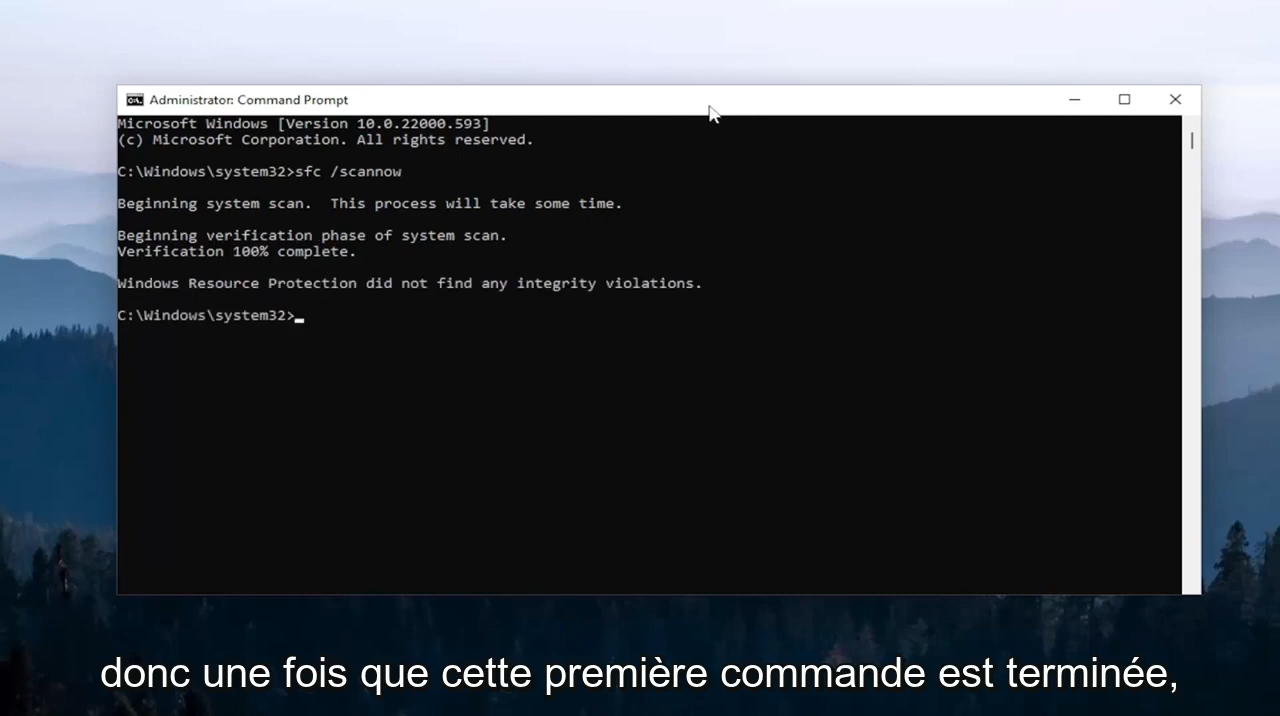 Administrator: Command Prompt
Microsoft Windows [Version 10.0.22000.593]
(c) Microsoft Corporation. All rights reserved.
C:\Windows\system32>sfc /scannow
Beginning system scan.  This process will take some time.
Beginning verification phase of system scan.
Verification 100% complete.
Windows Resource Protection did not find any integrity violations.
C:\Windows\system32>
donc une fois que cette première commande est terminée,